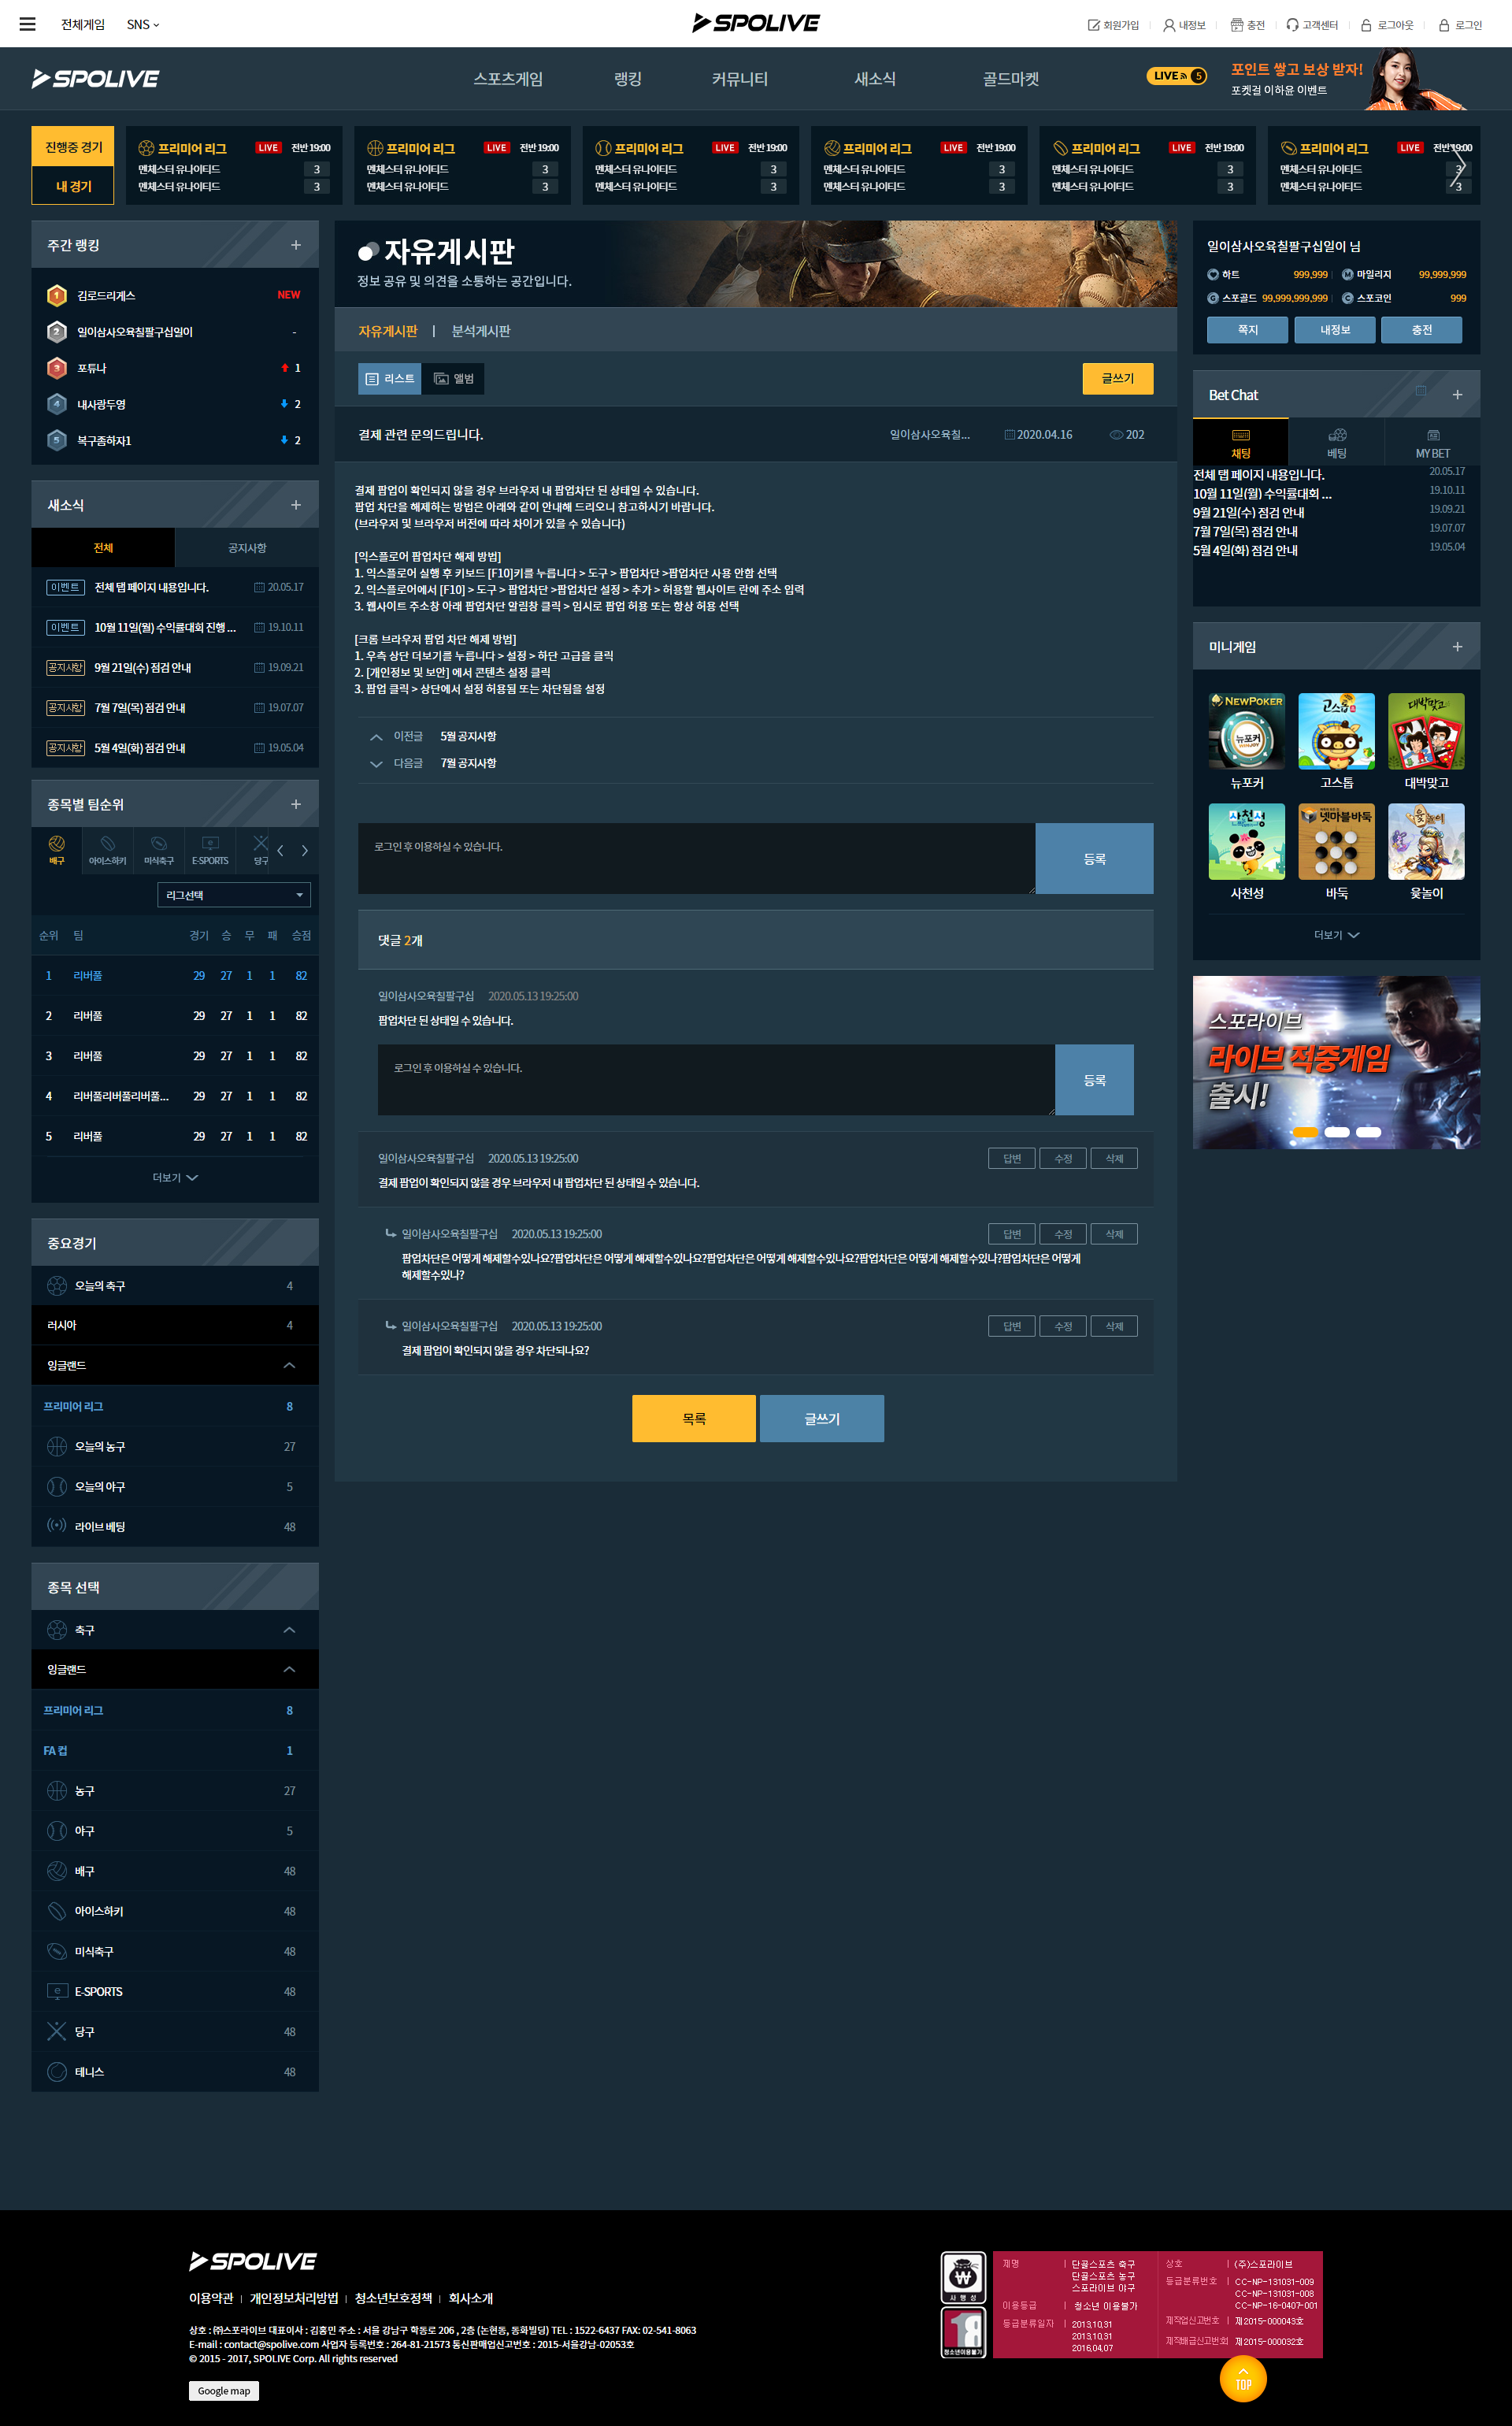 전체게임
SNS
SPOLIVE
회원가입
내정보
충전
고객센터
로그아웃
로그인
SPOLIVE
스포츠게임
랭킹
커뮤니티
새소식
골드마켓
LIVE 5
포인트 쌓고 보상 받자!
포켓걸 이하윤 이벤트
진행중 경기
내 경기
프리미어 리그 LIVE 전반 19:00
맨체스터 유나이티드 3
맨체스터 유나이티드 3
프리미어 리그 LIVE 전반 19:00
맨체스터 유나이티드 3
맨체스터 유나이티드 3
프리미어 리그 LIVE 전반 19:00
맨체스터 유나이티드 3
맨체스터 유나이티드 3
프리미어 리그 LIVE 전반 19:00
맨체스터 유나이티드 3
맨체스터 유나이티드 3
프리미어 리그 LIVE 전반 19:00
맨체스터 유나이티드 3
맨체스터 유나이티드 3
프리미어 리그 LIVE 전반 19:00
맨체스터 유나이티드 3
맨체스터 유나이티드 3
주간 랭킹
1 김로드리게스 NEW
2 일이삼사오육칠팔구십일이 -
3 포튜나 1
4 내사랑두영 2
5 복구좀하자1 2
새소식
전체
공지사항
이벤트 전체 탭 페이지 내용입니다. 20.05.17
이벤트 10월 11일(월) 수익률대회 진행 ... 19.10.11
공지사항 9월 21일(수) 점검 안내 19.09.21
공지사항 7월 7일(목) 점검 안내 19.07.07
공지사항 5월 4일(화) 점검 안내 19.05.04
종목별 팀순위
배구
아이스하키
미식축구
E-SPORTS
당구
리그선택
순위 팀 경기 승 무 패 승점
1 리버풀 29 27 1 1 82
2 리버풀 29 27 1 1 82
3 리버풀 29 27 1 1 82
4 리버풀리버풀리버풀... 29 27 1 1 82
5 리버풀 29 27 1 1 82
더보기
중요경기
오늘의 축구 4
러시아 4
잉글랜드
프리미어 리그 8
오늘의 농구 27
오늘의 야구 5
라이브 베팅 48
종목 선택
축구
잉글랜드
프리미어 리그 8
FA 컵 1
농구 27
야구 5
배구 48
아이스하키 48
미식축구 48
E-SPORTS 48
당구 48
테니스 48
자유게시판
정보 공유 및 의견을 소통하는 공간입니다.
자유게시판 | 분석게시판
리스트
앨범
글쓰기
결제 관련 문의드립니다. 일이삼사오육칠... 2020.04.16 202
결제 팝업이 확인되지 않을 경우 브라우저 내 팝업차단 된 상태일 수 있습니다.
팝업 차단을 해제하는 방법은 아래와 같이 안내해 드리오니 참고하시기 바랍니다.
(브라우저 및 브라우저 버전에 따라 차이가 있을 수 있습니다)
[익스플로어 팝업차단 해제 방법]
1. 익스플로어 실행 후 키보드 [F10]키를 누릅니다 > 도구 > 팝업차단 >팝업차단 사용 안함 선택
2. 익스플로어에서 [F10] > 도구 > 팝업차단 >팝업차단 설정 > 추가 > 허용할 웹사이트 란에 주소 입력
3. 웹사이트 주소창 아래 팝업차단 알림창 클릭 > 임시로 팝업 허용 또는 항상 허용 선택
[크롬 브라우저 팝업 차단 해제 방법]
1. 우측 상단 더보기를 누릅니다 > 설정 > 하단 고급을 클릭
2. [개인정보 및 보안] 에서 콘텐츠 설정 클릭
3. 팝업 클릭 > 상단에서 설정 허용됨 또는 차단됨을 설정
이전글 5월 공지사항
다음글 7월 공지사항
로그인 후 이용하실 수 있습니다.
등록
댓글 2개
일이삼사오육칠팔구십 2020.05.13 19:25:00
팝업차단 된 상태일 수 있습니다.
로그인 후 이용하실 수 있습니다.
등록
일이삼사오육칠팔구십 2020.05.13 19:25:00 답변 수정 삭제
결제 팝업이 확인되지 않을 경우 브라우저 내 팝업차단 된 상태일 수 있습니다.
일이삼사오육칠팔구십 2020.05.13 19:25:00 답변 수정 삭제
팝업차단은 어떻게 해제할수있나요?팝업차단은 어떻게 해제할수있나요?팝업차단은 어떻게 해제할수있나요?팝업차단은 어떻게 해제할수있나?팝업차단은 어떻게
해제할수있나?
일이삼사오육칠팔구십 2020.05.13 19:25:00 답변 수정 삭제
결제 팝업이 확인되지 않을 경우 차단되나요?
목록
글쓰기
일이삼사오육칠팔구십일이 님
하트 999,999
마일리지 99,999,999
스포골드 99,999,999,999
스포코인 999
쪽지
내정보
충전
Bet Chat
채팅
베팅
MY BET
전체 탭 페이지 내용입니다. 20.05.17
10월 11일(월) 수익률대회 ... 19.10.11
9월 21일(수) 점검 안내 19.09.21
7월 7일(목) 점검 안내 19.07.07
5월 4일(화) 점검 안내 19.05.04
미니게임
NEWPOKER
뉴포커
고스톱
대박맞고
뉴포커
고스톱
대박맞고
사천성
넷마블바둑
윷놀이
사천성
바둑
윷놀이
더보기
스포라이브
라이브 적중게임
출시!
SPOLIVE
이용약관 | 개인정보처리방법 | 청소년보호정책 | 회사소개
상호 : ㈜스포라이브 대표이사 : 김홍민 주소 : 서울 강남구 학동로 206 , 2층 (논현동, 동화빌딩) TEL : 1522-6437 FAX: 02-541-8063
E-mail : contact@spolive.com 사업자 등록번호 : 264-81-21573 통신판매업신고번호 : 2015-서울강남-02053호
© 2015 - 2017, SPOLIVE Corp. All rights reserved
Google map
사행성
18
청소년이용불가
제명 | 단골스포츠 축구
단골스포츠 농구
스포라이브 야구
이용등급 | 청소년 이용불가
등급분류일자 | 2013.10.31
2013.10.31
2016.04.07
상호 | (주)스포라이브
등급분류번호 | CC-NP-131031-009
CC-NP-131031-008
CC-NP-16-0407-001
제작업신고번호 | 제2015-000043호
제작배급신고번호 | 제2015-000032호
TOP